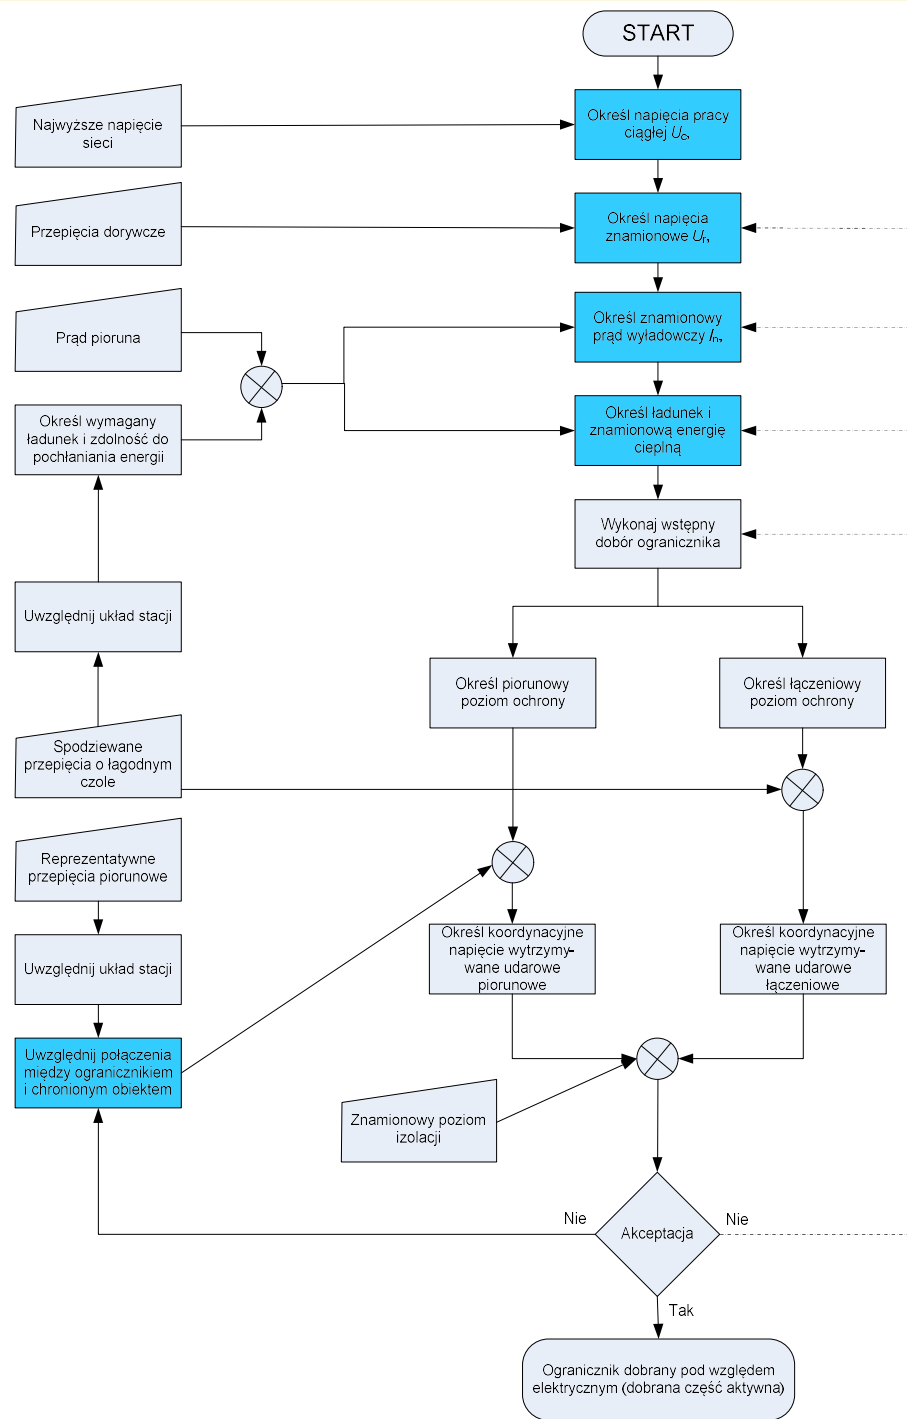 START
Określ napięcia pracy
ciągłej Uc,
Najwyższe napięcie
sieci
Określ napięcia
znamionowe Ur,
Przepięcia dorywcze
Określ znamionowy
prąd wyładowczy In,
Prąd pioruna
Określ ładunek i
znamionową energię
cieplną
Określ wymagany
ładunek i zdolność do
pochłaniania energii
Wykonaj wstępny
dobór ogranicznika
Uwzględnij układ stacji
Określ piorunowy
poziom ochrony
Określ łączeniowy
poziom ochrony
Spodziewane
przepięcia o łagodnym
czole
Reprezentatywne
przepięcia piorunowe
Uwzględnij układ stacji
Określ koordynacyjne
napięcie wytrzymy-
wane udarowe
piorunowe
Określ koordynacyjne
napięcie wytrzymy-
wane udarowe
łączeniowe
Uwzględnij połączenia
między ogranicznikiem
i chronionym obiektem
Znamionowy poziom
izolacji
Nie
Akceptacja
Nie
Tak
Ogranicznik dobrany pod względem
elektrycznym (dobrana część aktywna)